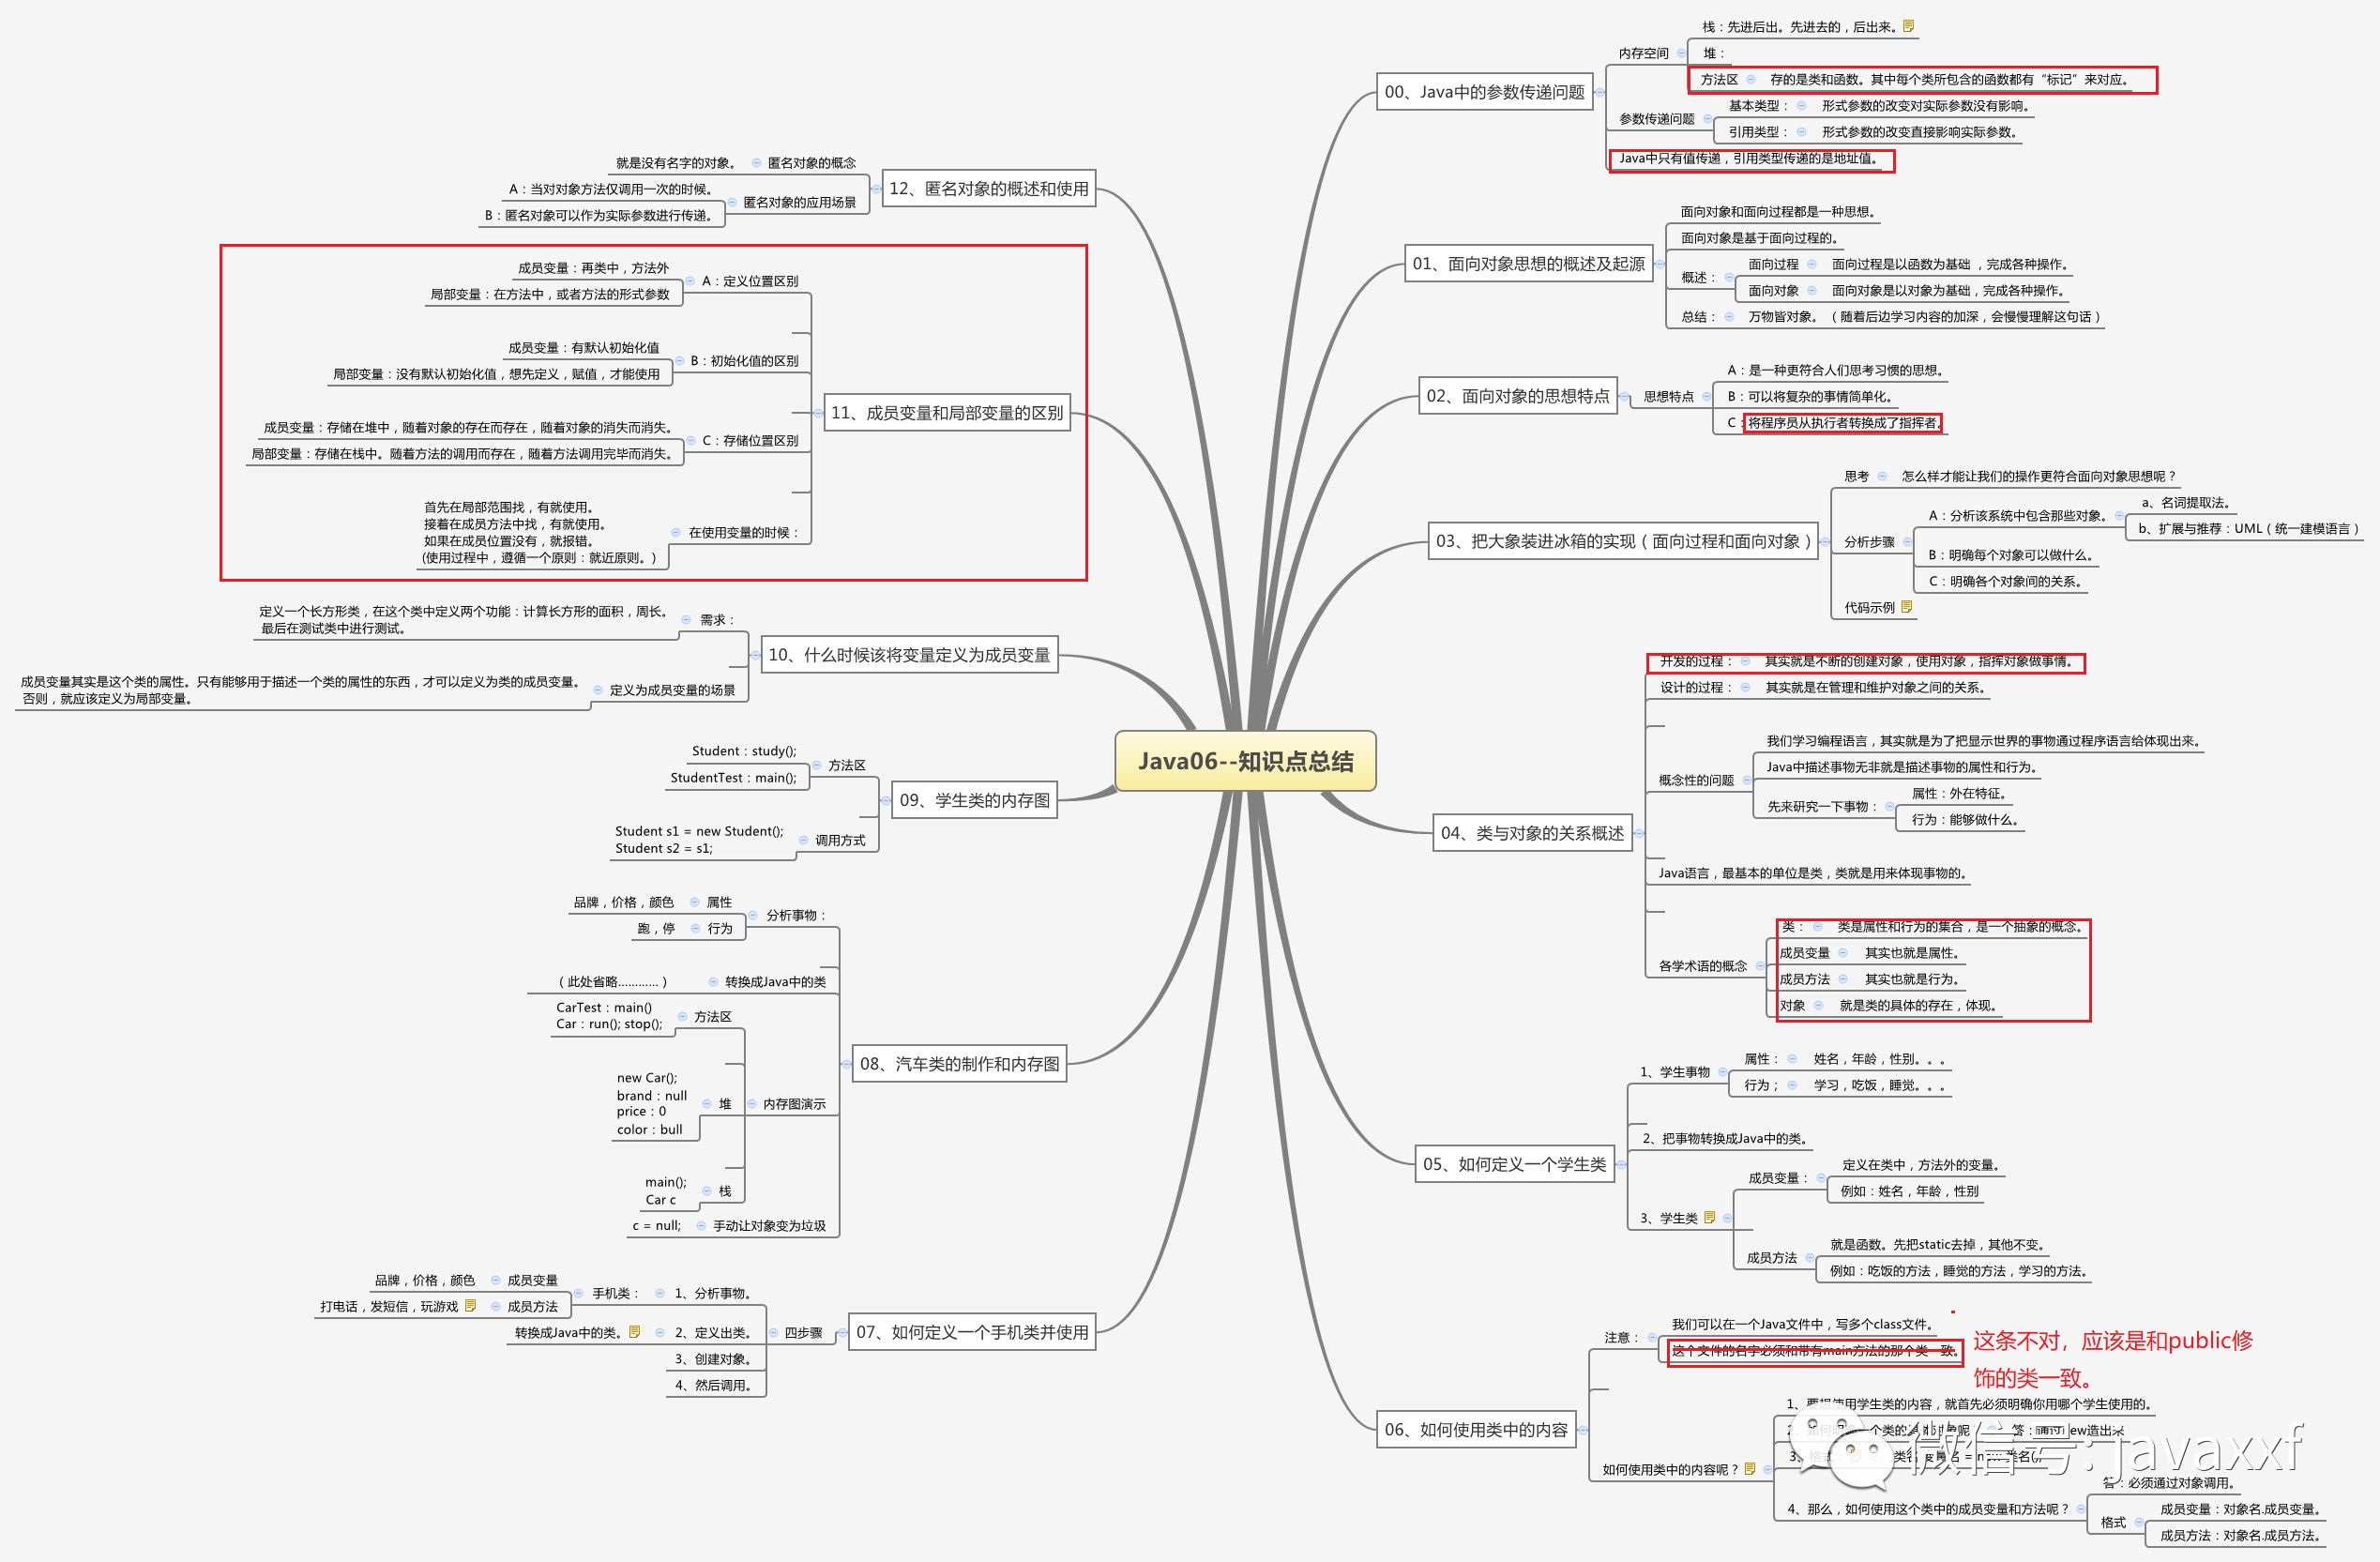 Java06--知识点总结
00、Java中的参数传递问题
内存空间
栈：先进后出。先进去的，后出来。
堆：
方法区
存的是类和函数。其中每个类所包含的函数都有“标记”来对应。
参数传递问题
基本类型：
形式参数的改变对实际参数没有影响。
引用类型：
形式参数的改变直接影响实际参数。
Java中只有值传递，引用类型传递的是地址值。
01、面向对象思想的概述及起源
面向对象和面向过程都是一种思想。
面向对象是基于面向过程的。
概述：
面向过程
面向过程是以函数为基础 ，完成各种操作。
面向对象
面向对象是以对象为基础，完成各种操作。
总结：
万物皆对象。（随着后边学习内容的加深，会慢慢理解这句话）
02、面向对象的思想特点
思想特点
A：是一种更符合人们思考习惯的思想。
B：可以将复杂的事情简单化。
C：将程序员从执行者转换成了指挥者。
03、把大象装进冰箱的实现（面向过程和面向对象）
思考
怎么样才能让我们的操作更符合面向对象思想呢？
分析步骤
A：分析该系统中包含那些对象。
a、名词提取法。
b、扩展与推荐：UML（统一建模语言）
B：明确每个对象可以做什么。
C：明确各个对象间的关系。
代码示例
04、类与对象的关系概述
开发的过程：
其实就是不断的创建对象，使用对象，指挥对象做事情。
设计的过程：
其实就是在管理和维护对象之间的关系。
概念性的问题
我们学习编程语言，其实就是为了把显示世界的事物通过程序语言给体现出来。
Java中描述事物无非就是描述事物的属性和行为。
先来研究一下事物：
属性：外在特征。
行为：能够做什么。
Java语言，最基本的单位是类，类就是用来体现事物的。
各学术语的概念
类：
类是属性和行为的集合，是一个抽象的概念。
成员变量
其实也就是属性。
成员方法
其实也就是行为。
对象
就是类的具体的存在，体现。
05、如何定义一个学生类
1、学生事物
属性：
姓名，年龄，性别。。。
行为；
学习，吃饭，睡觉。。。
2、把事物转换成Java中的类。
3、学生类
成员变量：
定义在类中，方法外的变量。
例如：姓名，年龄，性别
成员方法
就是函数。先把static去掉，其他不变。
例如：吃饭的方法，睡觉的方法，学习的方法。
06、如何使用类中的内容
注意：
我们可以在一个Java文件中，写多个class文件。
这个文件的名字必须和带有main方法的那个类一致。
这条不对，应该是和public修
饰的类一致。
如何使用类中的内容呢？
1、要想使用学生类的内容，就首先必须明确你用哪个学生使用的。
个类的
答：通过new造出来
类名();
4、那么，如何使用这个类中的成员变量和方法呢？
答：必须通过对象调用。
格式
成员变量：对象名.成员变量。
成员方法：对象名.成员方法。
微信号: javaxxf
07、如何定义一个手机类并使用
四步骤
1、分析事物。
手机类：
成员变量
品牌，价格，颜色
成员方法
打电话，发短信，玩游戏
2、定义出类。
转换成Java中的类。
3、创建对象。
4、然后调用。
08、汽车类的制作和内存图
分析事物：
属性
品牌，价格，颜色
行为
跑，停
转换成Java中的类
（此处省略............）
内存图演示
方法区
CarTest：main()
Car：run(); stop();
堆
new Car();
brand：null
price：0
color：bull
栈
main();
Car c
手动让对象变为垃圾
c = null;
09、学生类的内存图
方法区
Student：study();
StudentTest：main();
调用方式
Student s1 = new Student();
Student s2 = s1;
10、什么时候该将变量定义为成员变量
需求：
定义一个长方形类，在这个类中定义两个功能：计算长方形的面积，周长。
最后在测试类中进行测试。
定义为成员变量的场景
成员变量其实是这个类的属性。只有能够用于描述一个类的属性的东西，才可以定义为类的成员变量。
否则，就应该定义为局部变量。
11、成员变量和局部变量的区别
A：定义位置区别
成员变量：再类中，方法外
局部变量：在方法中，或者方法的形式参数
B：初始化值的区别
成员变量：有默认初始化值
局部变量：没有默认初始化值，想先定义，赋值，才能使用
C：存储位置区别
成员变量：存储在堆中，随着对象的存在而存在，随着对象的消失而消失。
局部变量：存储在栈中。随着方法的调用而存在，随着方法调用完毕而消失。
在使用变量的时候：
首先在局部范围找，有就使用。
接着在成员方法中找，有就使用。
如果在成员位置没有，就报错。
(使用过程中，遵循一个原则：就近原则。)
12、匿名对象的概述和使用
匿名对象的概念
就是没有名字的对象。
匿名对象的应用场景
A：当对对象方法仅调用一次的时候。
B：匿名对象可以作为实际参数进行传递。